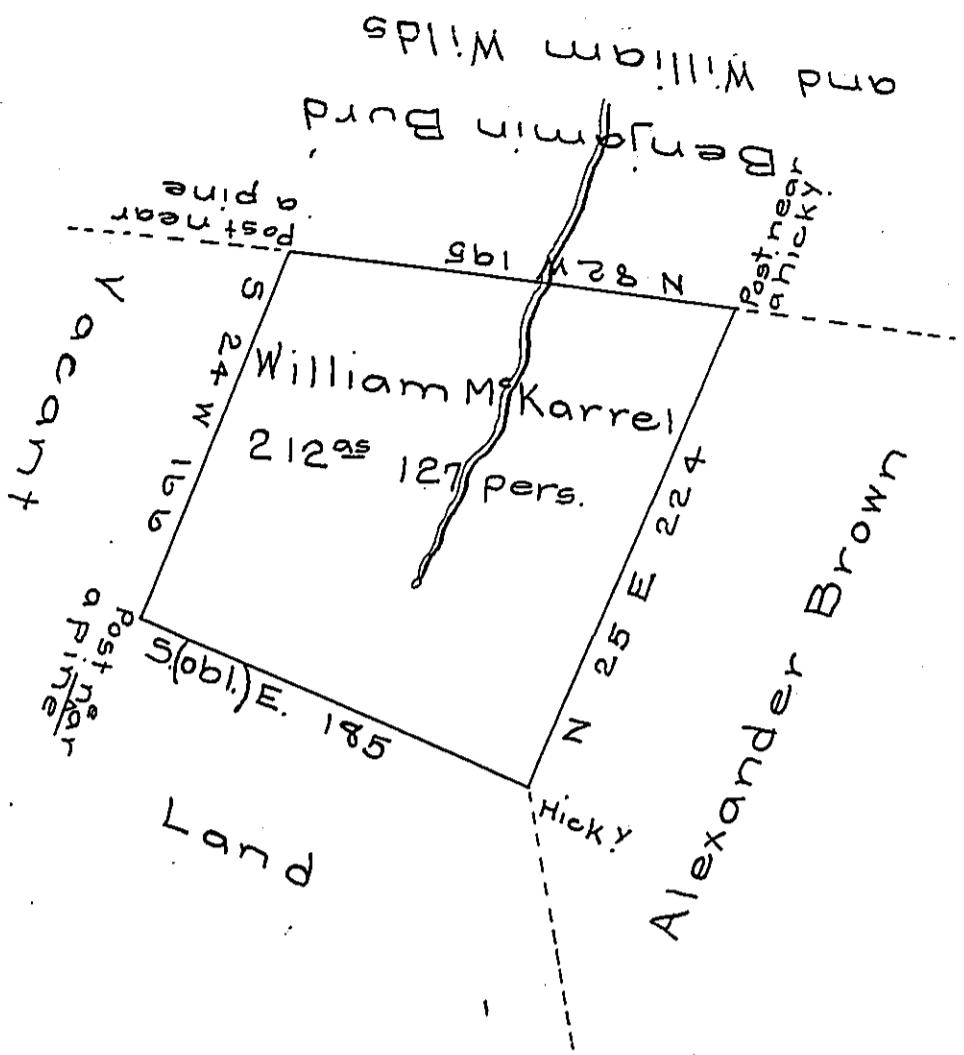 Benjamin Burd
and William Wilds
Post near
a pine
Post near
a hicky.
N 82 W 195
S 24 W 166
William McKarrel
212as 127 pers.
N 25 E 224
Alexander Brown
Vacant
Land
Post near
a pine
S.(obl.) E. 185
Hicky